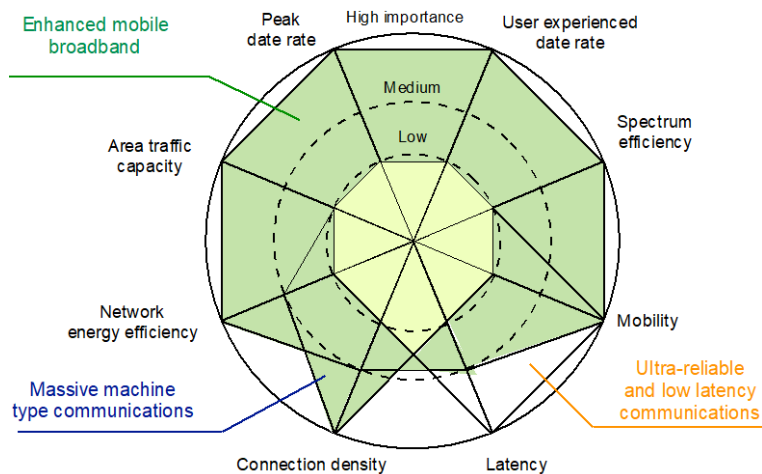 Enhanced mobile
broadband
Peak
date rate
High importance
User experienced
date rate
Medium
Low
Area traffic
capacity
Spectrum
efficiency
Network
energy efficiency
Mobility
Massive machine
type communications
Ultra-reliable
and low latency
communications
Connection density
Latency